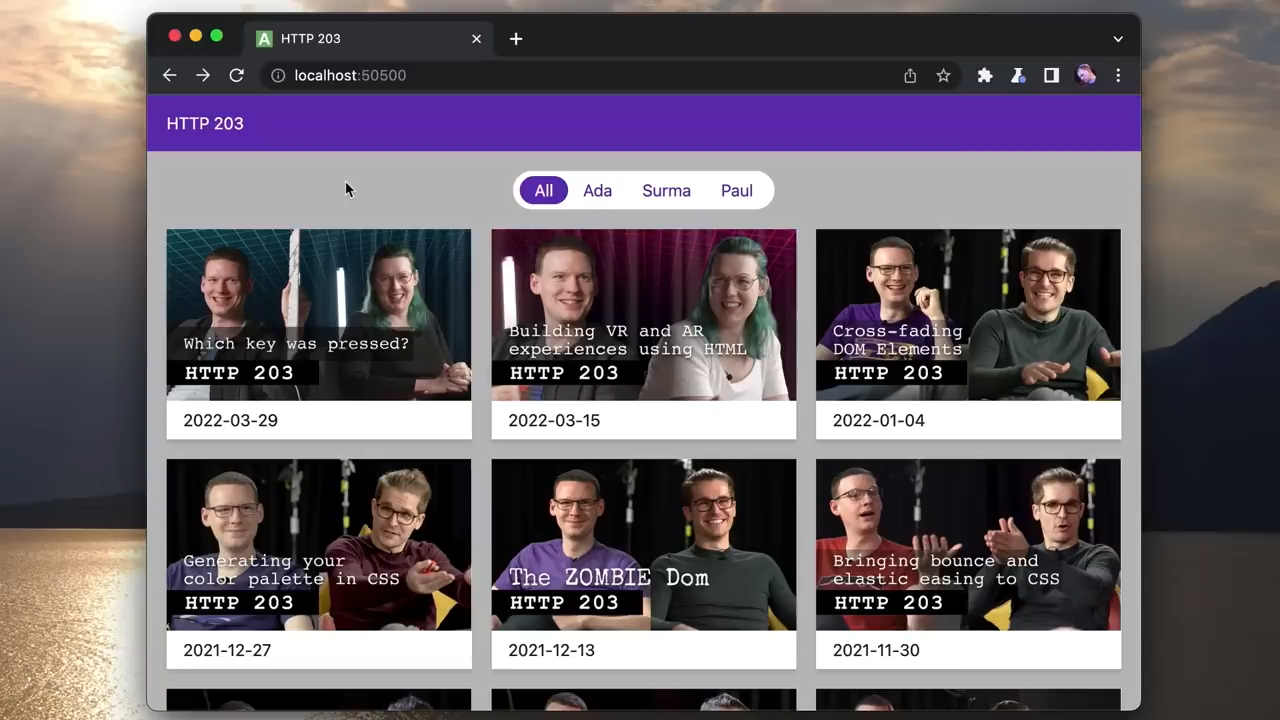 HTTP 203
localhost:50500
HTTP 203
All Ada Surma Paul
Which key was pressed?
HTTP 203
2022-03-29
Building VR and AR
experiences using HTML
HTTP 203
2022-03-15
Cross-fading
DOM Elements
HTTP 203
2022-01-04
Generating your
color palette in CSS
HTTP 203
2021-12-27
The ZOMBIE Dom
HTTP 203
2021-12-13
Bringing bounce and
elastic easing to CSS
HTTP 203
2021-11-30